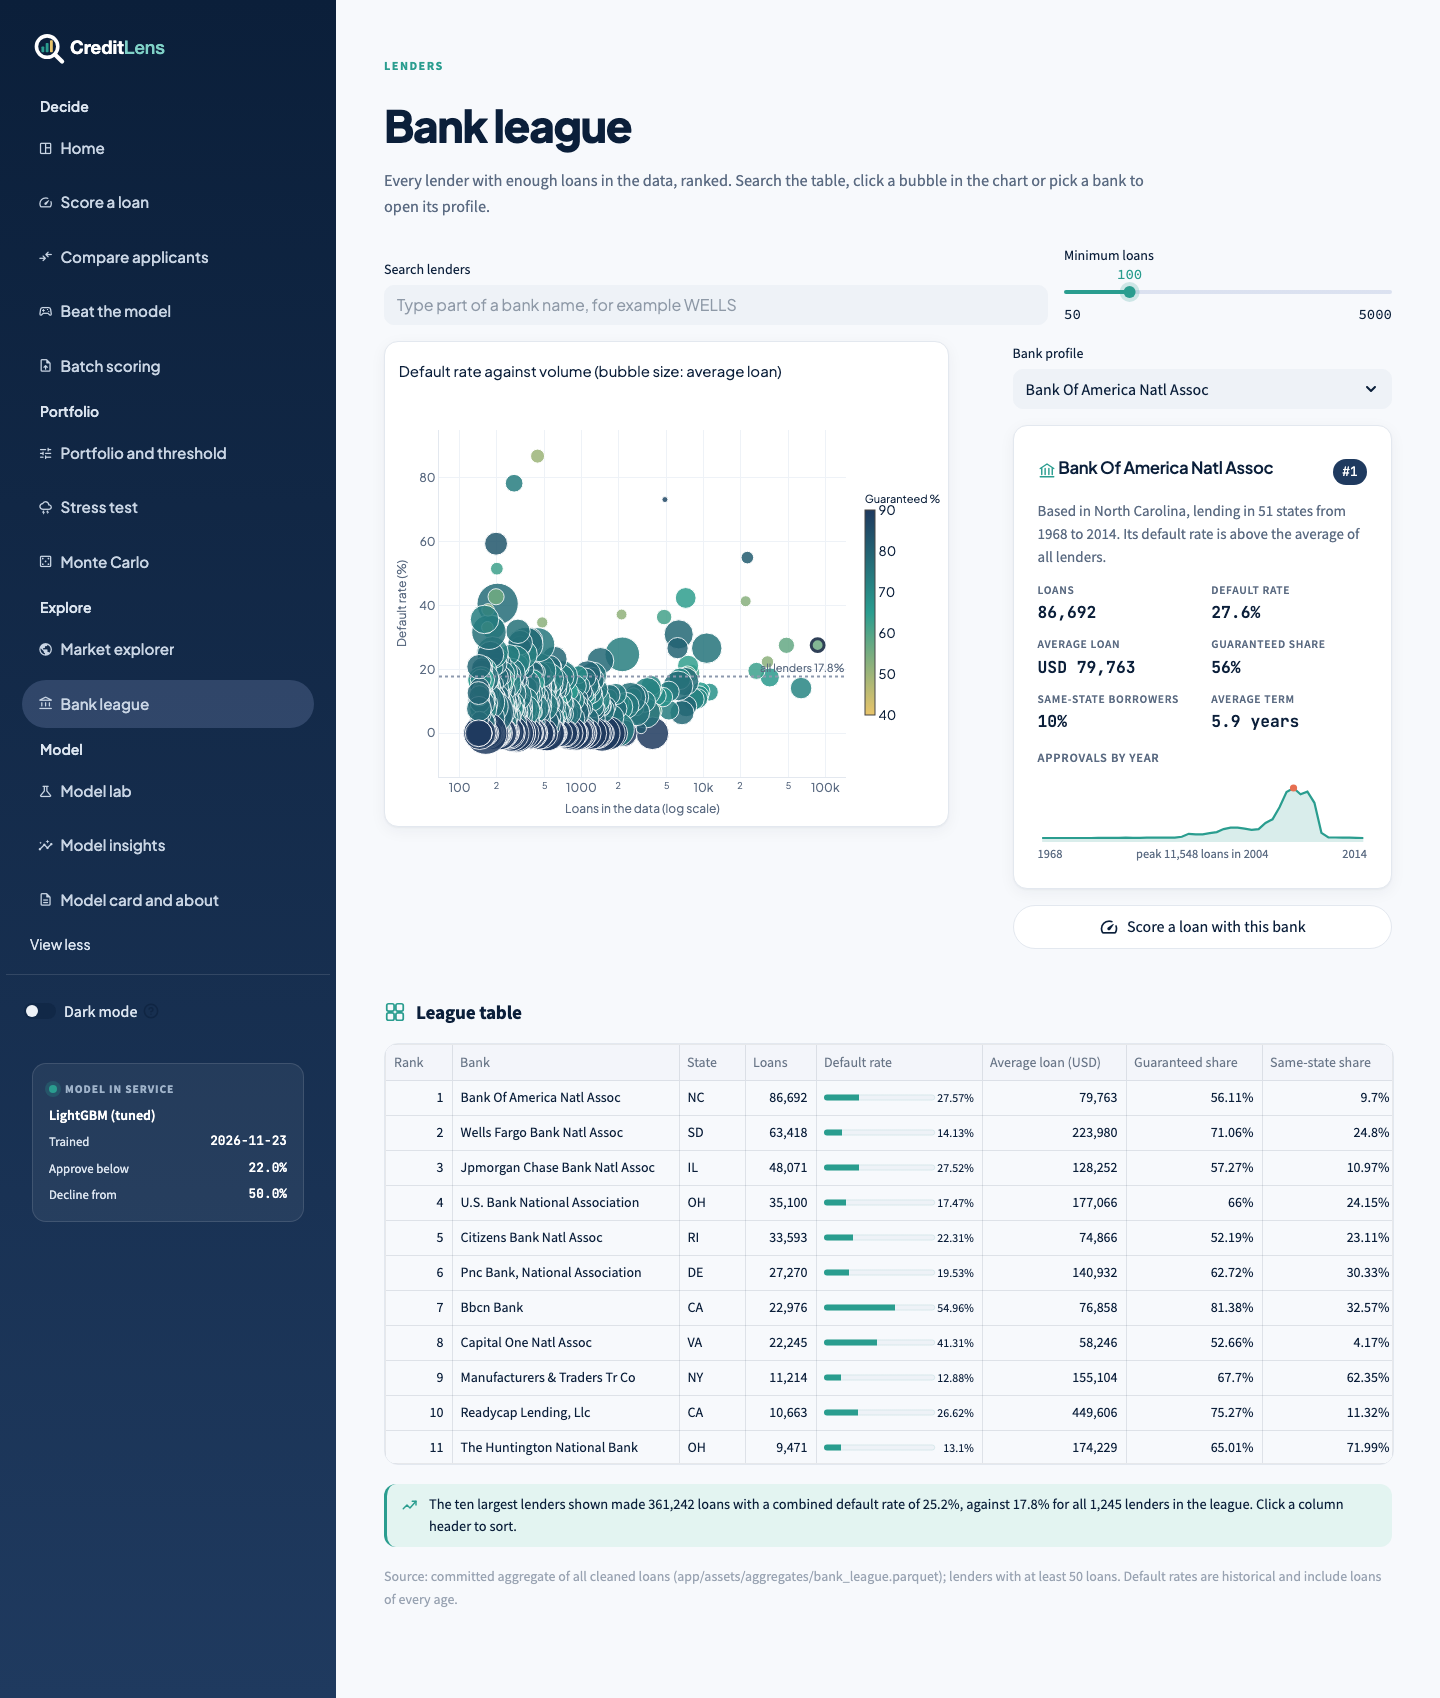 CreditLens
Decide
Home
Score a loan
Compare applicants
Beat the model
Batch scoring
Portfolio
Portfolio and threshold
Stress test
Monte Carlo
Explore
Market explorer
Bank league
Model
Model lab
Model insights
Model card and about
View less
Dark mode
MODEL IN SERVICE
LightGBM (tuned)
Trained 2026-11-23
Approve below 22.0%
Decline from 50.0%
LENDERS
Bank league
Every lender with enough loans in the data, ranked. Search the table, click a bubble in the chart or pick a bank to
open its profile.
Search lenders
Type part of a bank name, for example WELLS
Minimum loans
100
50 5000
Default rate against volume (bubble size: average loan)
Default rate (%)
80
60
40
20
0
all lenders 17.8%
100 2 5 1000 2 5 10k 2 5 100k
Loans in the data (log scale)
Guaranteed %
90
80
70
60
50
40
Bank profile
Bank Of America Natl Assoc
Bank Of America Natl Assoc #1
Based in North Carolina, lending in 51 states from
1968 to 2014. Its default rate is above the average of
all lenders.
LOANS DEFAULT RATE
86,692 27.6%
AVERAGE LOAN GUARANTEED SHARE
USD 79,763 56%
SAME-STATE BORROWERS AVERAGE TERM
10% 5.9 years
APPROVALS BY YEAR
1968 peak 11,548 loans in 2004 2014
Score a loan with this bank
League table
Rank Bank State Loans Default rate Average loan (USD) Guaranteed share Same-state share
1 Bank Of America Natl Assoc NC 86,692 27.57% 79,763 56.11% 9.7%
2 Wells Fargo Bank Natl Assoc SD 63,418 14.13% 223,980 71.06% 24.8%
3 Jpmorgan Chase Bank Natl Assoc IL 48,071 27.52% 128,252 57.27% 10.97%
4 U.S. Bank National Association OH 35,100 17.47% 177,066 66% 24.15%
5 Citizens Bank Natl Assoc RI 33,593 22.31% 74,866 52.19% 23.11%
6 Pnc Bank, National Association DE 27,270 19.53% 140,932 62.72% 30.33%
7 Bbcn Bank CA 22,976 54.96% 76,858 81.38% 32.57%
8 Capital One Natl Assoc VA 22,245 41.31% 58,246 52.66% 4.17%
9 Manufacturers & Traders Tr Co NY 11,214 12.88% 155,104 67.7% 62.35%
10 Readycap Lending, Llc CA 10,663 26.62% 449,606 75.27% 11.32%
11 The Huntington National Bank OH 9,471 13.1% 174,229 65.01% 71.99%
The ten largest lenders shown made 361,242 loans with a combined default rate of 25.2%, against 17.8% for all 1,245 lenders in the league. Click a column
header to sort.
Source: committed aggregate of all cleaned loans (app/assets/aggregates/bank_league.parquet); lenders with at least 50 loans. Default rates are historical and include loans
of every age.